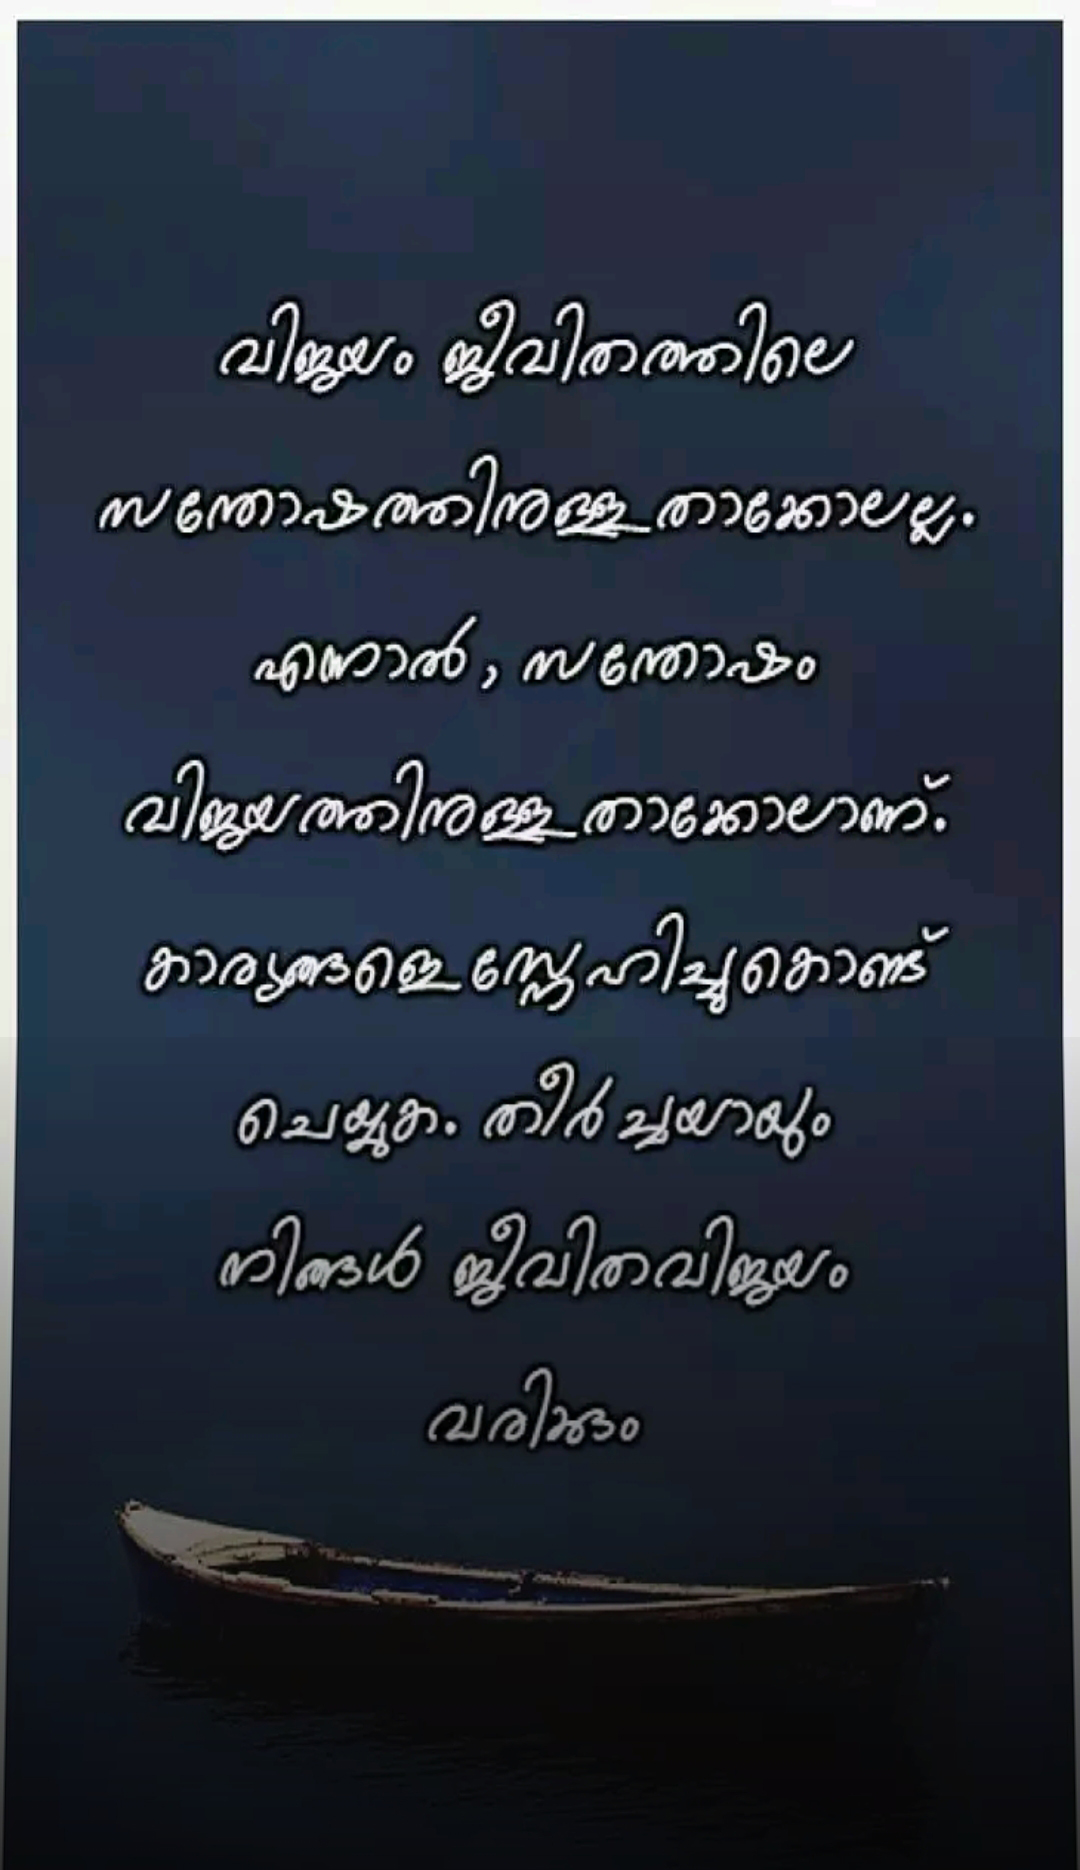 വിജയം ജീവിതത്തിലെ
സന്തോഷത്തിനുള്ള താക്കോലല്ല.
എന്നാൽ, സന്തോഷം
വിജയത്തിനുള്ള താക്കോലാണ്.
കാര്യങ്ങളെ സ്നേഹിച്ചുകൊണ്ട്
ചെയ്യുക. തീർച്ചയായും
നിങ്ങൾ ജീവിതവിജയം
വരിക്കും